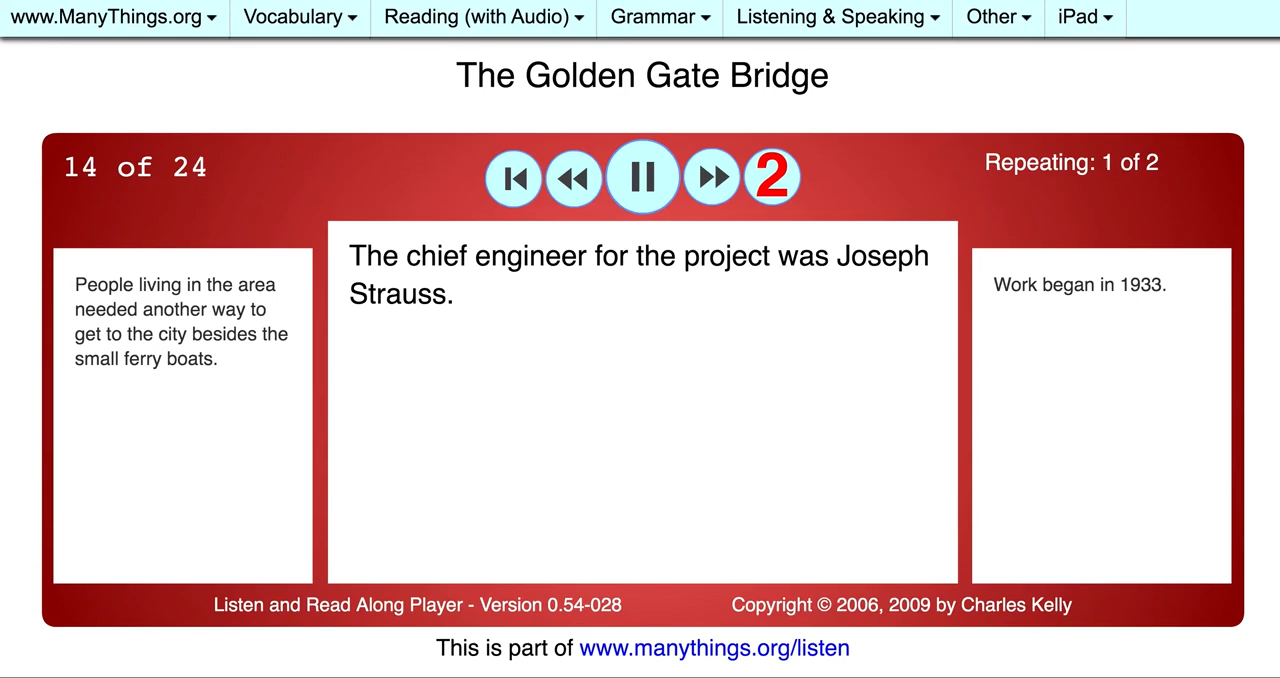 www.ManyThings.org Vocabulary Reading (with Audio) Grammar Listening & Speaking Other iPad
The Golden Gate Bridge
14 of 24
2
Repeating: 1 of 2
People living in the area
needed another way to
get to the city besides the
small ferry boats.
The chief engineer for the project was Joseph
Strauss.
Work began in 1933.
Listen and Read Along Player - Version 0.54-028
Copyright © 2006, 2009 by Charles Kelly
This is part of www.manythings.org/listen